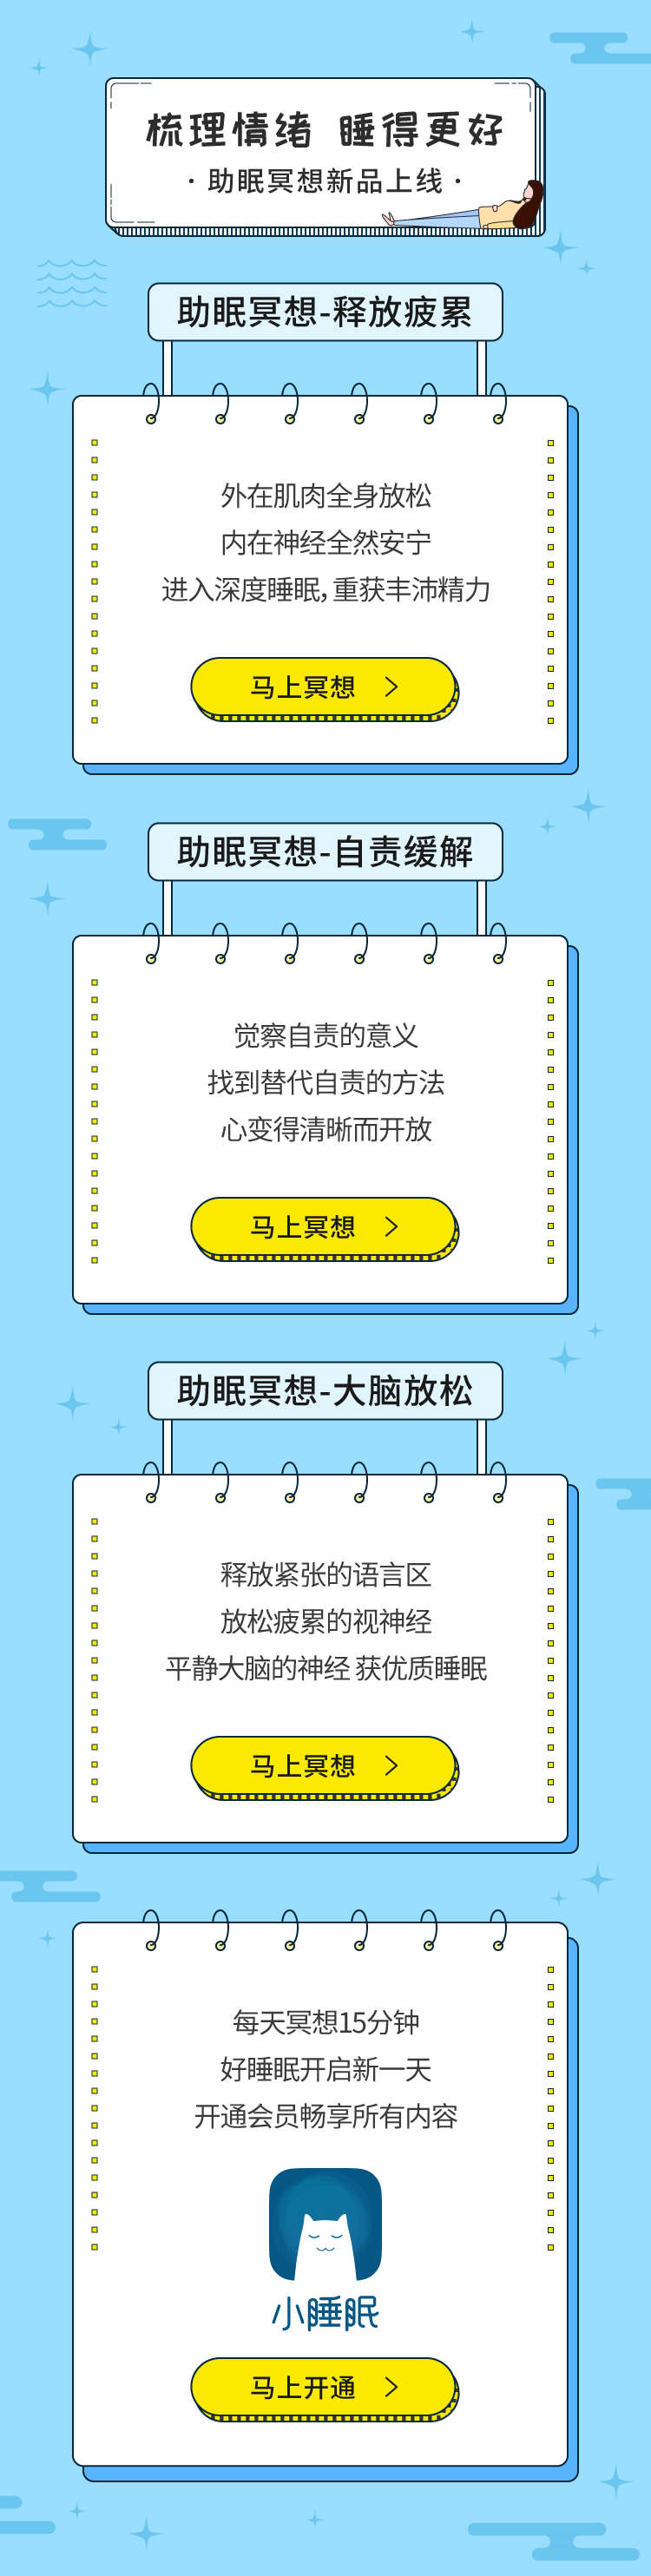 梳理情绪 睡得更好
· 助眠冥想新品上线 ·
助眠冥想-释放疲累
外在肌肉全身放松
内在神经全然安宁
进入深度睡眠，重获丰沛精力
马上冥想 >
助眠冥想-自责缓解
觉察自责的意义
找到替代自责的方法
心变得清晰而开放
马上冥想 >
助眠冥想-大脑放松
释放紧张的语言区
放松疲累的视神经
平静大脑的神经 获优质睡眠
马上冥想 >
每天冥想15分钟
好睡眠开启新一天
开通会员畅享所有内容
小睡眠
马上开通 >